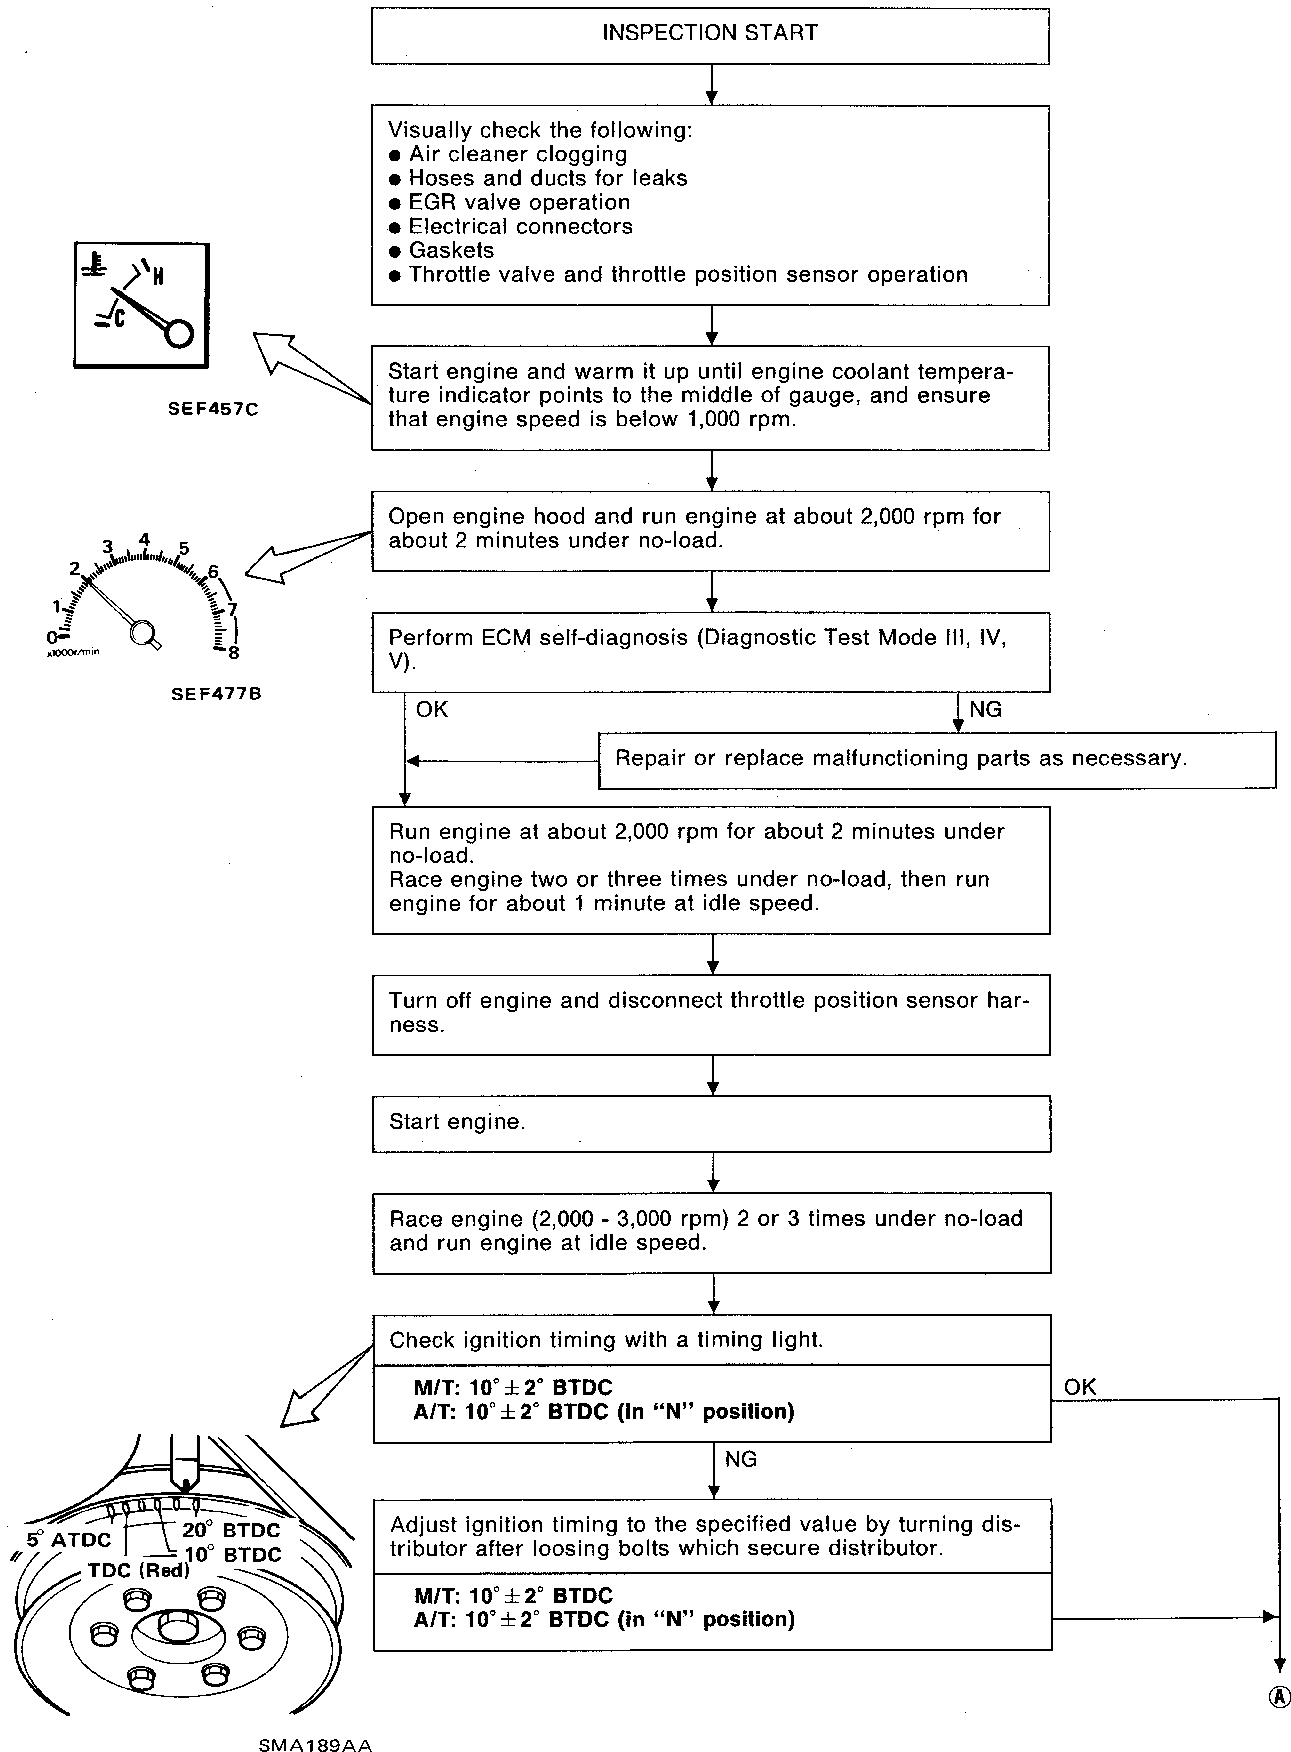 INSPECTION START
Visually check the following:
● Air cleaner clogging
● Hoses and ducts for leaks
● EGR valve operation
● Electrical connectors
● Gaskets
● Throttle valve and throttle position sensor operation
H
C
SEF457C
Start engine and warm it up until engine coolant tempera-
ture indicator points to the middle of gauge, and ensure
that engine speed is below 1,000 rpm.
Open engine hood and run engine at about 2,000 rpm for
about 2 minutes under no-load.
0 1 2 3 4 5 6 7 8
x1000r/min
SEF477B
Perform ECM self-diagnosis (Diagnostic Test Mode III, IV,
V).
OK
NG
Repair or replace malfunctioning parts as necessary.
Run engine at about 2,000 rpm for about 2 minutes under
no-load.
Race engine two or three times under no-load, then run
engine for about 1 minute at idle speed.
Turn off engine and disconnect throttle position sensor har-
ness.
Start engine.
Race engine (2,000 - 3,000 rpm) 2 or 3 times under no-load
and run engine at idle speed.
Check ignition timing with a timing light.
M/T: 10°±2° BTDC
A/T: 10°±2° BTDC (in “N” position)
OK
NG
Adjust ignition timing to the specified value by turning dis-
tributor after loosing bolts which secure distributor.
M/T: 10°±2° BTDC
A/T: 10°±2° BTDC (in “N” position)
5° ATDC
20° BTDC
10° BTDC
TDC (Red)
SMA189AA
A